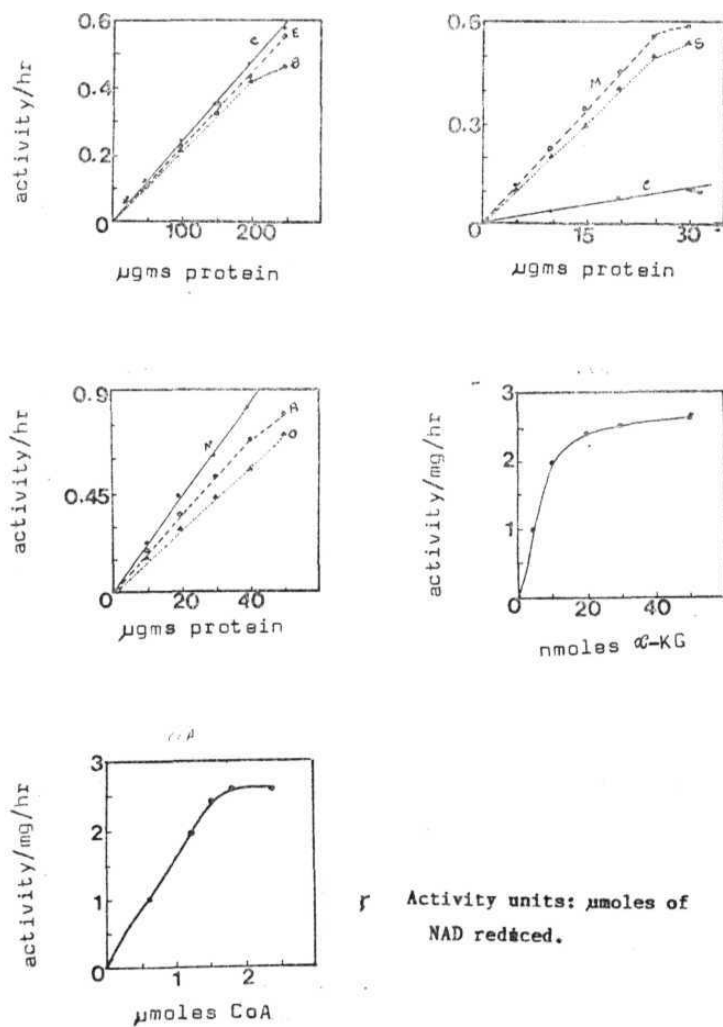 0.6
0.4
0.2
0
activity/hr
C
E
B
100
200
µgms protein
0.6
0.3
0
activity/hr
M
S
C
15
30
µgms protein
0.9
0.45
activity/hr
N
A
O
0
20
40
µgms protein
3
2
1
0
activity/mg/hr
20
40
nmoles α-KG
3
2
1
0
activity/mg/hr
1
2
µmoles CoA
Activity units: µmoles of
NAD reduced.